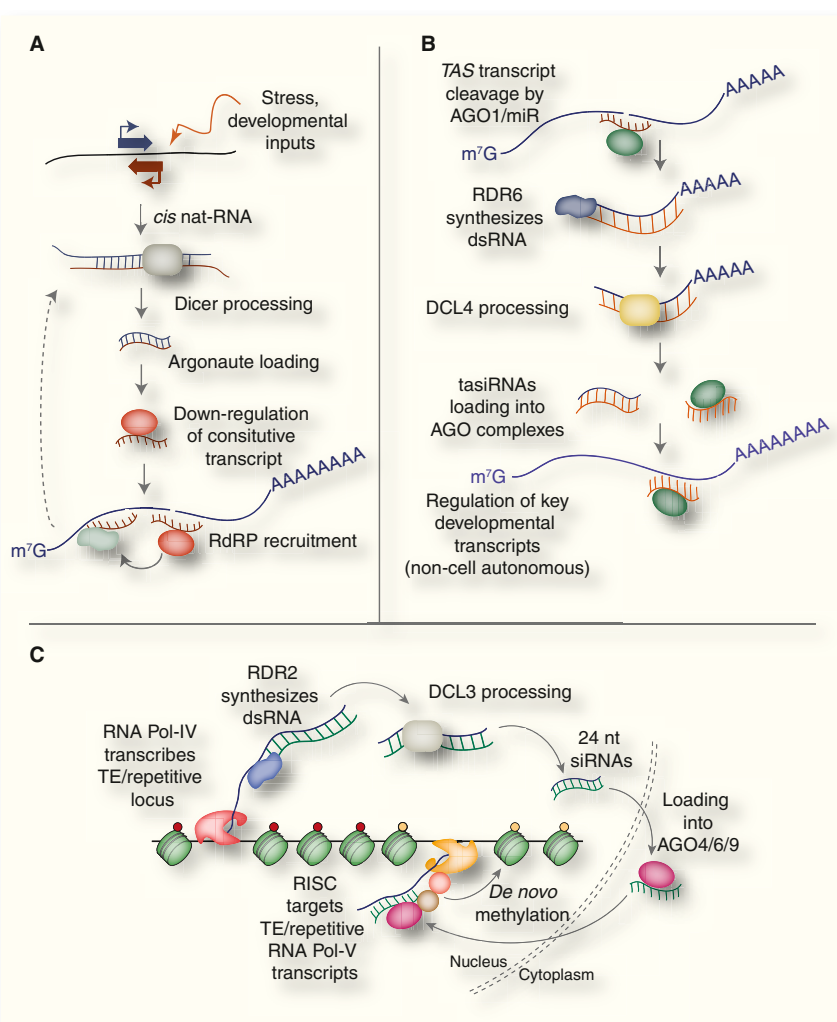 A
Stress,
developmental
inputs
cis nat-RNA
Dicer processing
Argonaute loading
Down-regulation
of consitutive
transcript
AAAAAAAA
m7G
RdRP recruitment
B
TAS transcript
cleavage by
AGO1/miR
AAAAA
m7G
RDR6
synthesizes
dsRNA
AAAAA
DCL4 processing
AAAAA
tasiRNAs
loading into
AGO complexes
AAAAAAAA
m7G
Regulation of key
developmental
transcripts
(non-cell autonomous)
C
RDR2
synthesizes
dsRNA
DCL3 processing
RNA Pol-IV
transcribes
TE/repetitive
locus
24 nt
siRNAs
Loading
into
AGO4/6/9
RISC
targets
TE/repetitive
RNA Pol-V
transcripts
De novo
methylation
Nucleus
Cytoplasm